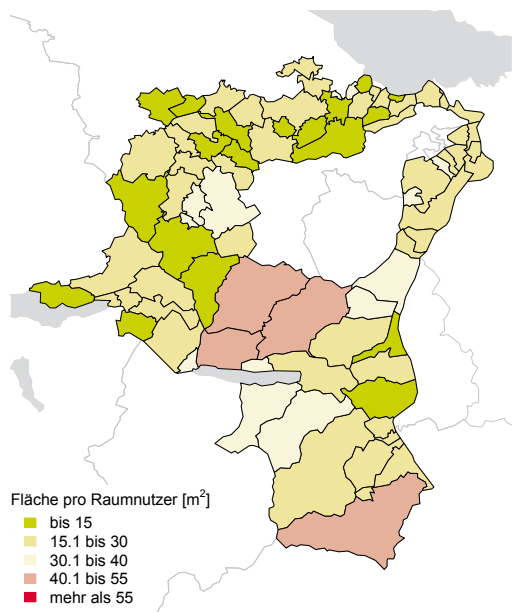 Fläche pro Raumnutzer [m²]
bis 15
15.1 bis 30
30.1 bis 40
40.1 bis 55
mehr als 55